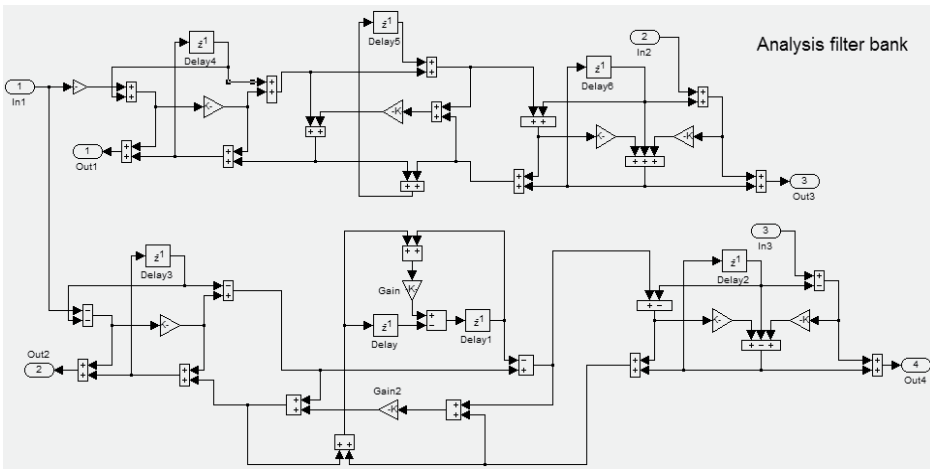 Analysis filter bank
1
In1
-
z-1
Delay4
+
+
K-
+
+
1
Out1
+
+
+
+
z-1
Delay5
+
+
+ +
-K
+
+
+ +
2
In2
z-1
Delay6
+
+
+ +
K-
-K
+ + +
+
+
+
+
3
Out3
z-1
Delay3
-
+
-
-
K-
Out2
2
+
+
+
+
+ +
Gain
-K-
z-1
Delay
+
-
z-1
Delay1
-
+
+
+
Gain2
-K
+
+
+ +
3
In3
z-1
Delay2
+
-
+ -
K-
-K
+ - +
+
+
+
+
4
Out4